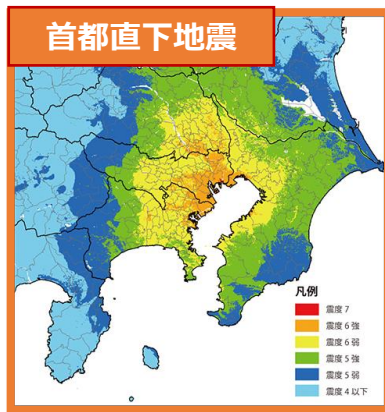 首都直下地震
凡例
震度 7
震度 6 強
震度 6 弱
震度 5 強
震度 5 弱
震度 4 以下